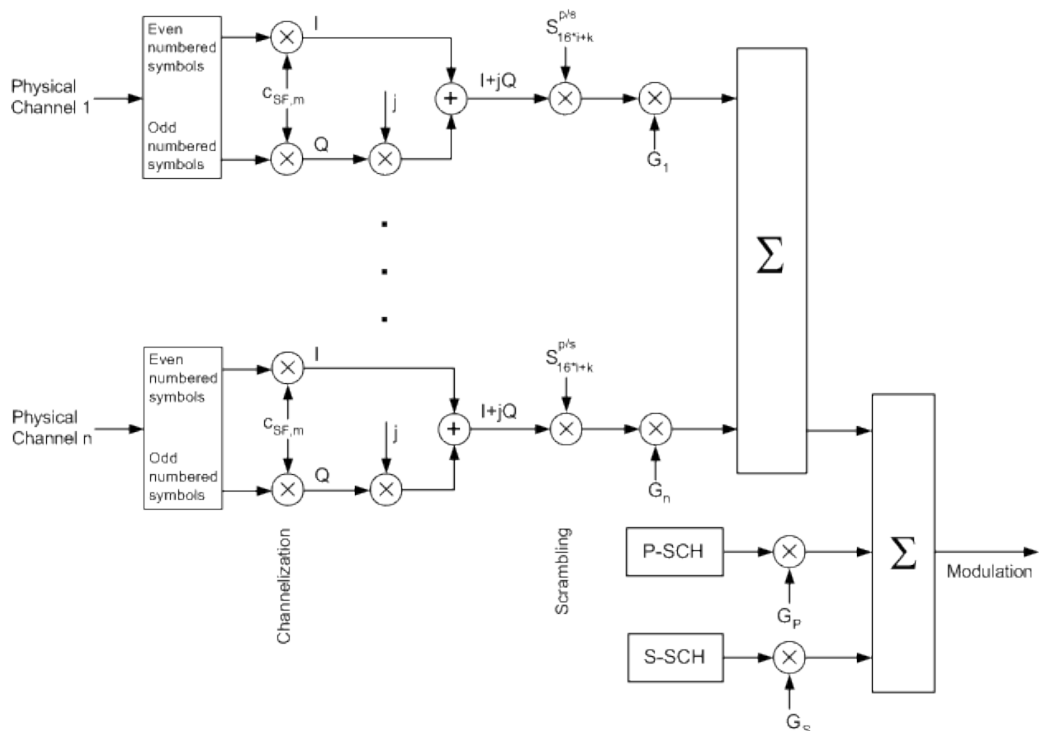 Physical
Channel 1
Even
numbered
symbols
Odd
numbered
symbols
I
c_SF,m
Q
j
I+jQ
S^p/s_16*i+k
G_1
Σ
Physical
Channel n
Even
numbered
symbols
Odd
numbered
symbols
I
c_SF,m
Q
j
I+jQ
S^p/s_16*i+k
G_n
Channelization
Scrambling
P-SCH
G_P
S-SCH
G_S
Σ
Modulation